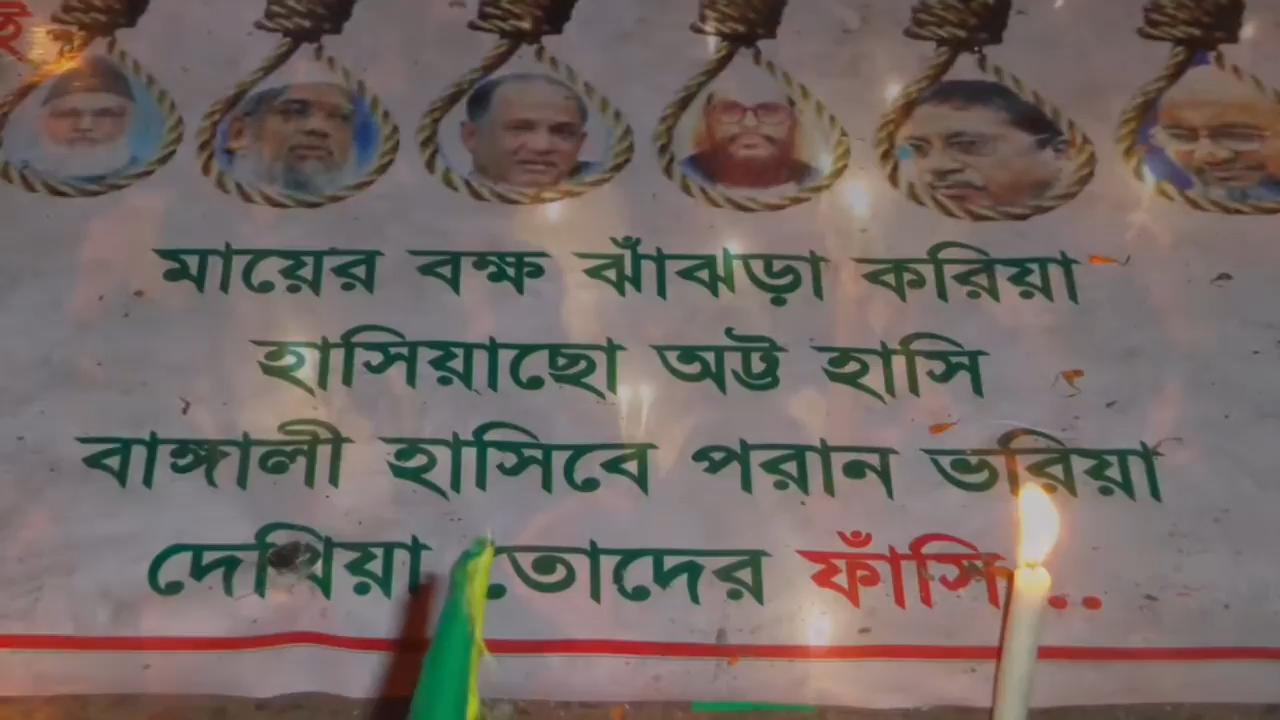 ই
মায়ের বক্ষ ঝাঁঝড়া করিয়া
হাসিয়াছো অট্ট হাসি
বাঙ্গালী হাসিবে পরান ভরিয়া
দেখিয়া তোদের ফাঁসি...